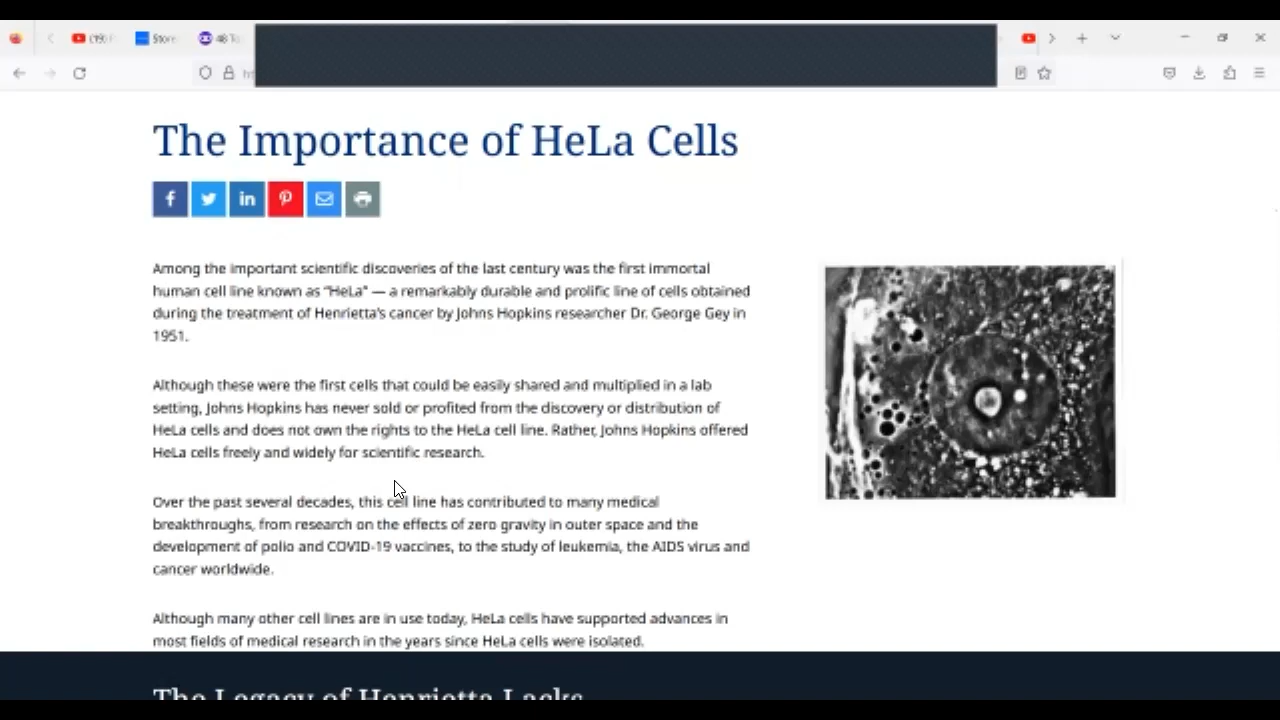 Store
The Importance of HeLa Cells
f
in
Among the important scientific discoveries of the last century was the first immortal
human cell line known as “HeLa” — a remarkably durable and prolific line of cells obtained
during the treatment of Henrietta's cancer by Johns Hopkins researcher Dr. George Gey in
1951.
Although these were the first cells that could be easily shared and multiplied in a lab
setting, Johns Hopkins has never sold or profited from the discovery or distribution of
HeLa cells and does not own the rights to the HeLa cell line. Rather, Johns Hopkins offered
HeLa cells freely and widely for scientific research.
Over the past several decades, this cell line has contributed to many medical
breakthroughs, from research on the effects of zero gravity in outer space and the
development of polio and COVID-19 vaccines, to the study of leukemia, the AIDS virus and
cancer worldwide.
Although many other cell lines are in use today, HeLa cells have supported advances in
most fields of medical research in the years since HeLa cells were isolated.
The Legacy of Henrietta Lacks